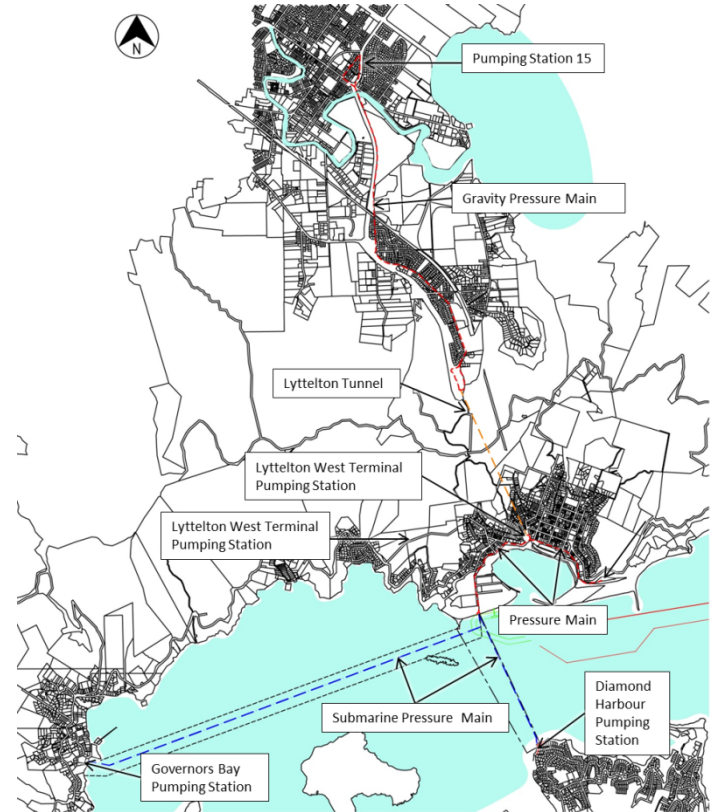 N
Pumping Station 15
Gravity Pressure Main
Lyttelton Tunnel
Lyttelton West Terminal
Pumping Station
Lyttelton West Terminal
Pumping Station
Pressure Main
Submarine Pressure Main
Diamond
Harbour
Pumping
Station
Governors Bay
Pumping Station